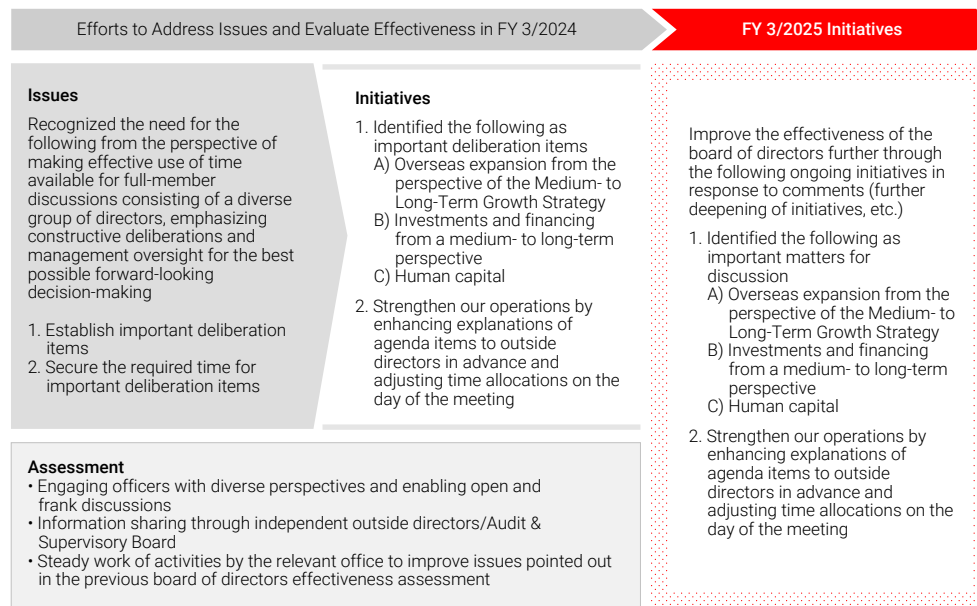 Efforts to Address Issues and Evaluate Effectiveness in FY 3/2024
FY 3/2025 Initiatives
Issues
Recognized the need for the
following from the perspective of
making effective use of time
available for full-member
discussions consisting of a diverse
group of directors, emphasizing
constructive deliberations and
management oversight for the best
possible forward-looking
decision-making
1. Establish important deliberation
items
2. Secure the required time for
important deliberation items
Initiatives
1. Identified the following as
important deliberation items
A) Overseas expansion from the
perspective of the Medium- to
Long-Term Growth Strategy
B) Investments and financing
from a medium- to long-term
perspective
C) Human capital
2. Strengthen our operations by
enhancing explanations of
agenda items to outside
directors in advance and
adjusting time allocations on the
day of the meeting
Assessment
• Engaging officers with diverse perspectives and enabling open and
frank discussions
• Information sharing through independent outside directors/Audit &
Supervisory Board
• Steady work of activities by the relevant office to improve issues pointed out
in the previous board of directors effectiveness assessment
Improve the effectiveness of the
board of directors further through
the following ongoing initiatives in
response to comments (further
deepening of initiatives, etc.)
1. Identified the following as
important matters for
discussion
A) Overseas expansion from the
perspective of the Medium- to
Long-Term Growth Strategy
B) Investments and financing
from a medium- to long-term
perspective
C) Human capital
2. Strengthen our operations by
enhancing explanations of
agenda items to outside
directors in advance and
adjusting time allocations on the
day of the meeting